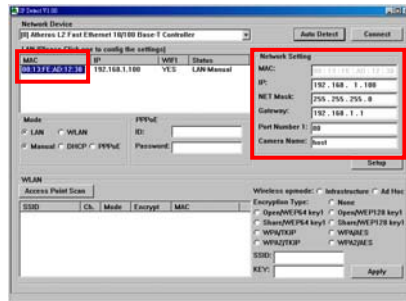 IP Detect V1.00
Network Device
[0] Atheros L2 Fast Ethernet 10/100 Base-T Controller
Auto Detect
Connect
LAN (Please Click one to config the settings)
MAC IP WIFI Status
00:13:FE:AD:12:30 192.168.1.100 YES LAN-Manual
Network Setting
MAC:
IP: 192.168. 1 .100
NET Mask: 255.255.255.0
Gateway: 192.168.1.1
Port Number 1: 80
Camera Name: host
Mode
LAN WLAN
Manual DHCP PPPoE
PPPoE
ID:
Password:
Setup
WLAN
Access Point Scan
SSID Ch. Mode Encrypt MAC
Wireless opmode: Infrastructure Ad Hoc
Encryption Type: None
Open/WEP64 key1 Open/WEP128 key1
Share/WEP64 key1 Share/WEP128 key1
WPA/TKIP WPA/AES
WPA2/TKIP WPA2/AES
SSID:
KEY:
Apply